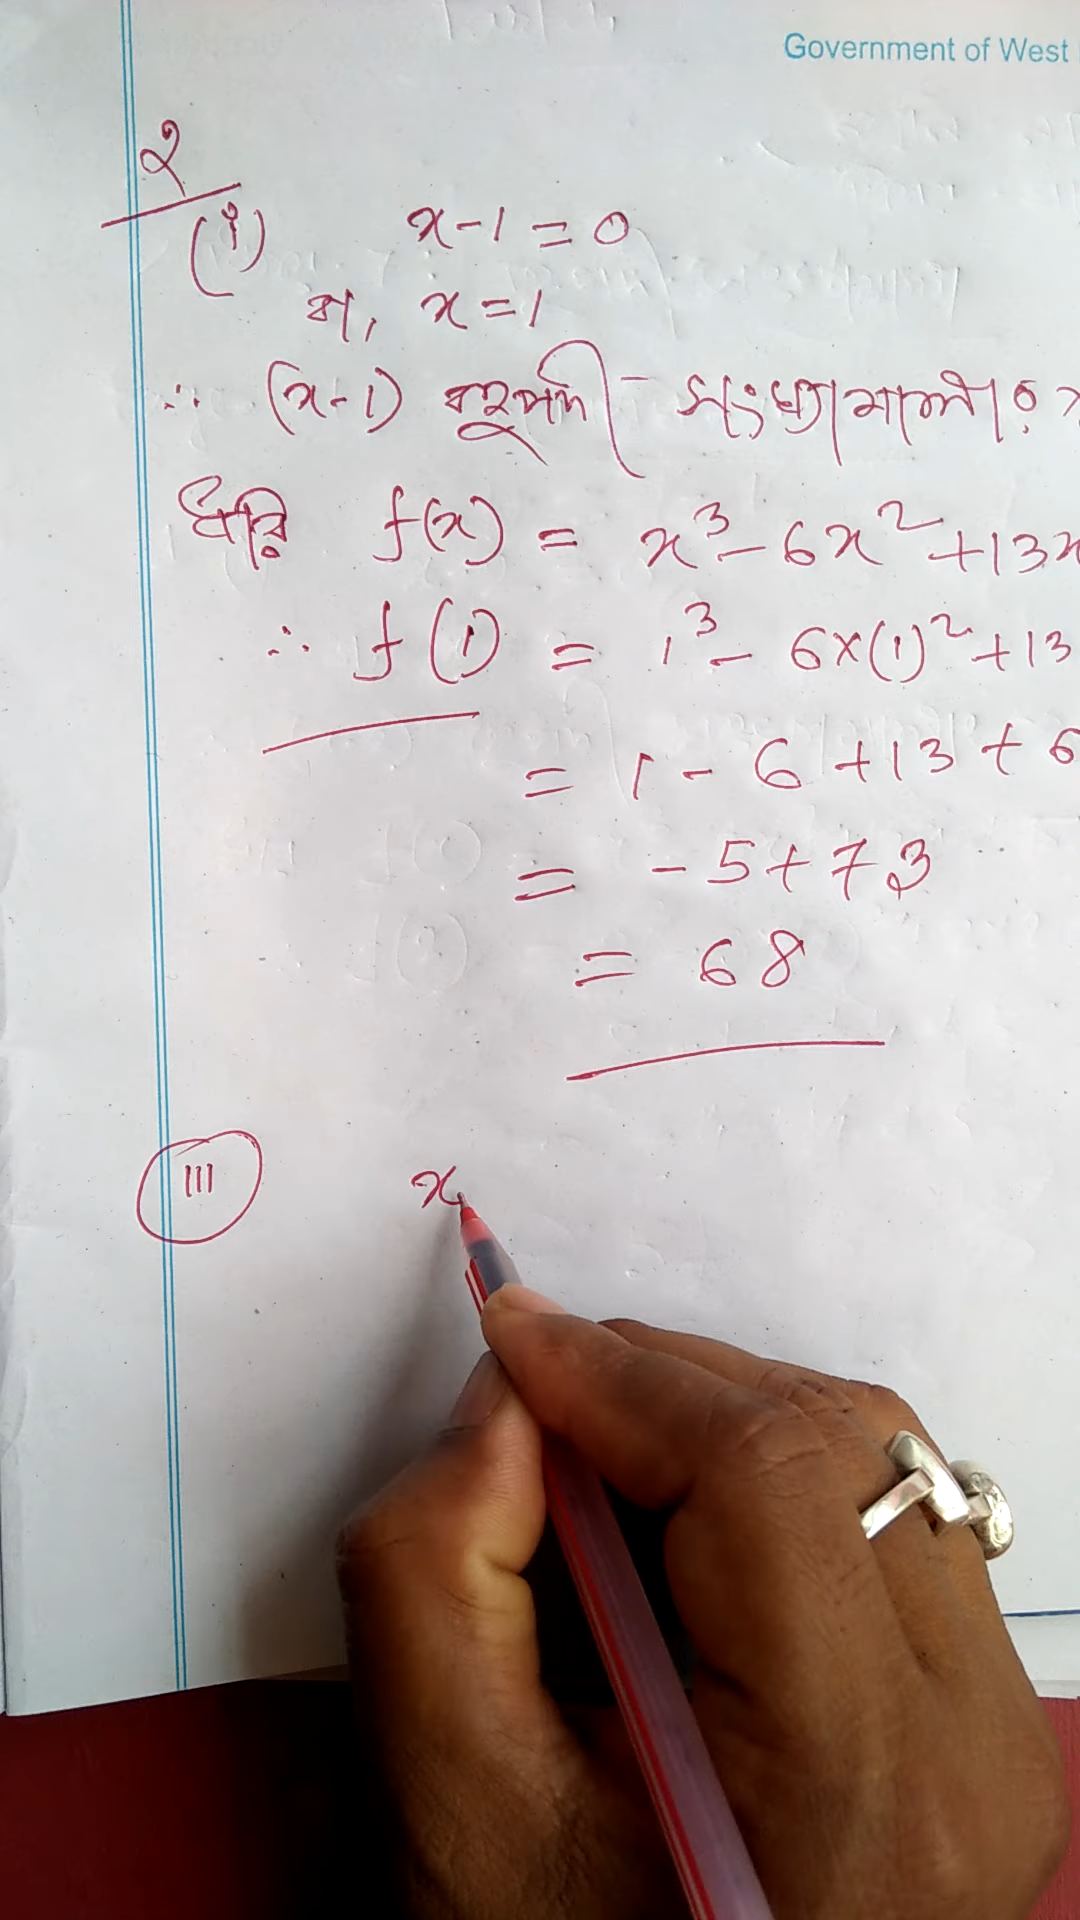 Government of West
২
(i) x-1=0
বা, x=1
∴ (x-1) বহুপদী সংখ্যামালার
ধরি f(x) = x³-6x²+13x
∴ f(1) = 1³- 6×(1)²+13
= 1-6+13+6
= -5+73
= 68
III x